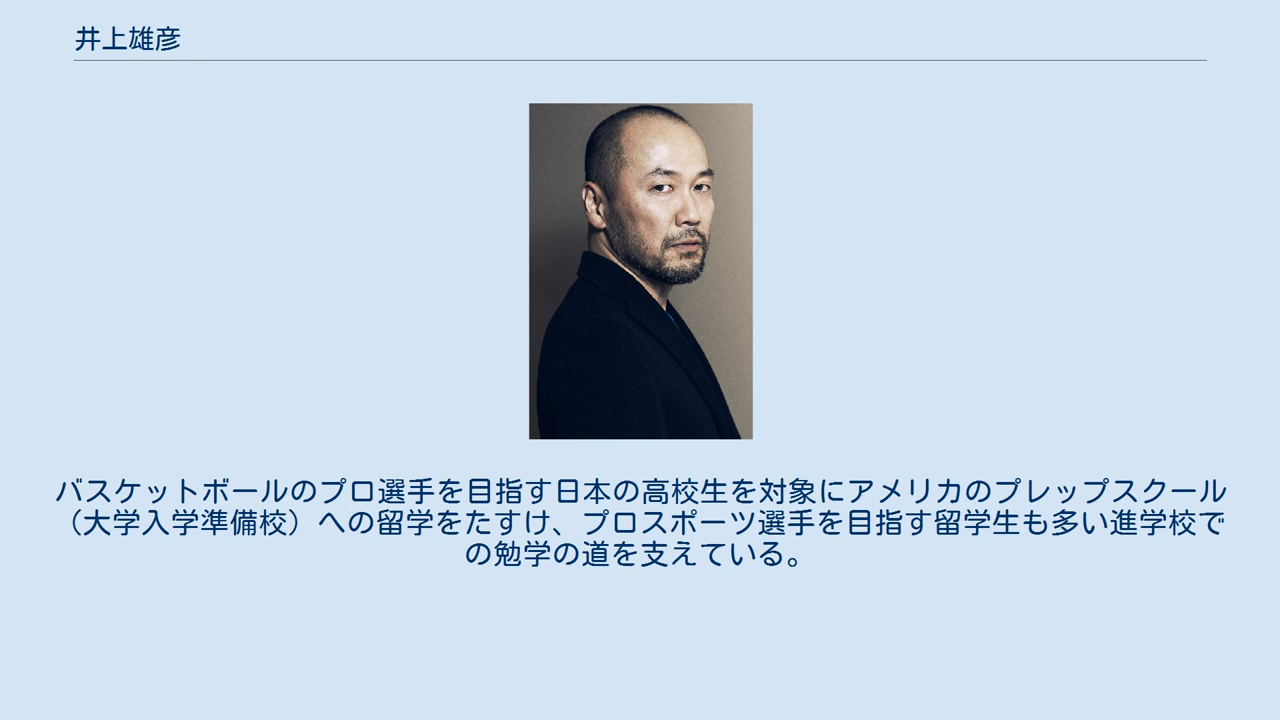 井上雄彦
バスケットボールのプロ選手を目指す日本の高校生を対象にアメリカのプレップスクール
（大学入学準備校）への留学をたすけ、プロスポーツ選手を目指す留学生も多い進学校で
の勉学の道を支えている。